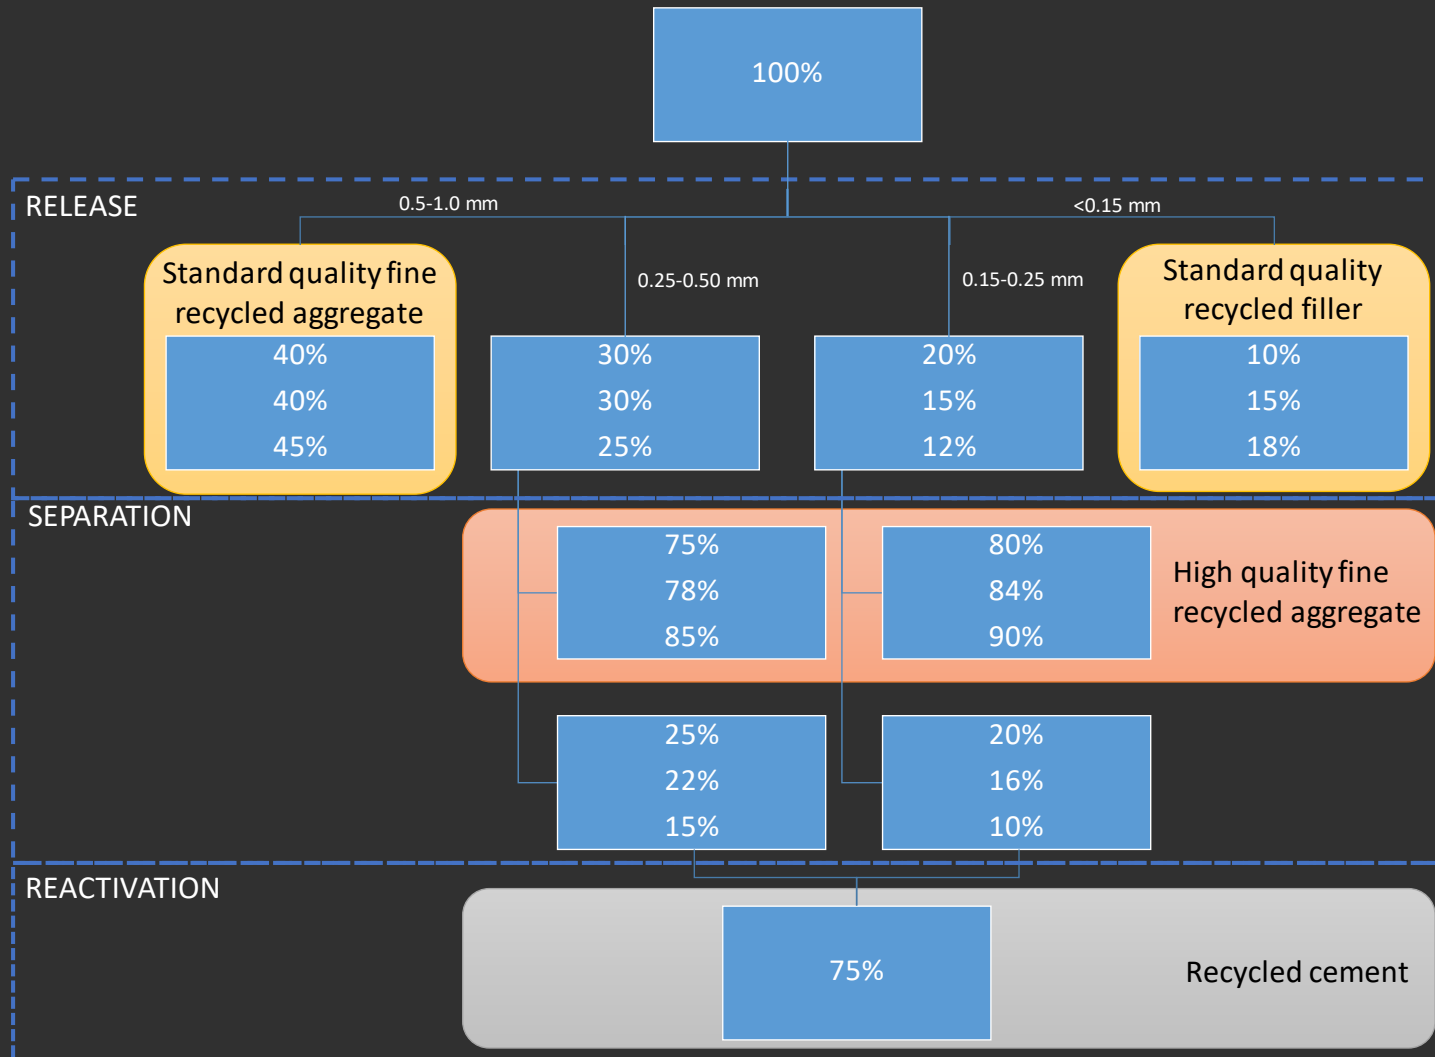 100%
RELEASE
0.5-1.0 mm
<0.15 mm
0.25-0.50 mm
0.15-0.25 mm
Standard quality fine
recycled aggregate
40%
40%
45%
30%
30%
25%
20%
15%
12%
Standard quality
recycled filler
10%
15%
18%
SEPARATION
75%
78%
85%
80%
84%
90%
High quality fine
recycled aggregate
25%
22%
15%
20%
16%
10%
REACTIVATION
75%
Recycled cement